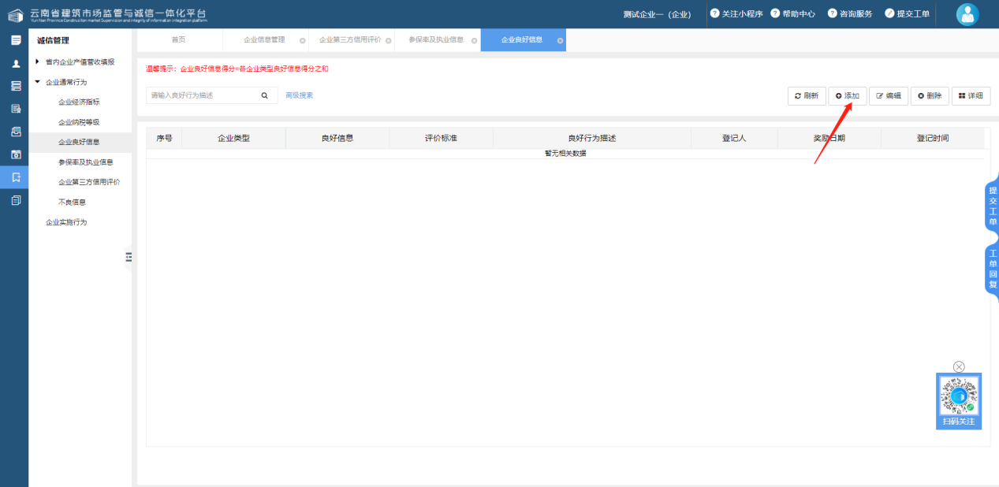 云南省建筑市场监管与诚信一体化平台
Yun Nan Province Construction market Supervision and integrity of information integration platform
测试企业一（企业）
关注小程序
帮助中心
咨询服务
提交工单
诚信管理
省内企业产值营收填报
企业通常行为
企业经济指标
企业纳税等级
企业良好信息
参保率及执业信息
企业第三方信用评价
不良信息
企业实施行为
首页
企业信息管理
企业第三方信用评价
参保率及执业信息
企业良好信息
温馨提示：企业良好信息得分=各企业类型良好信息得分之和
请输入良好行为描述
高级搜索
刷新
添加
编辑
删除
详细
序号 企业类型 良好信息 评价标准 良好行为描述 登记人 奖励日期 登记时间
暂无相关数据
提交工单
工单回复
扫码关注